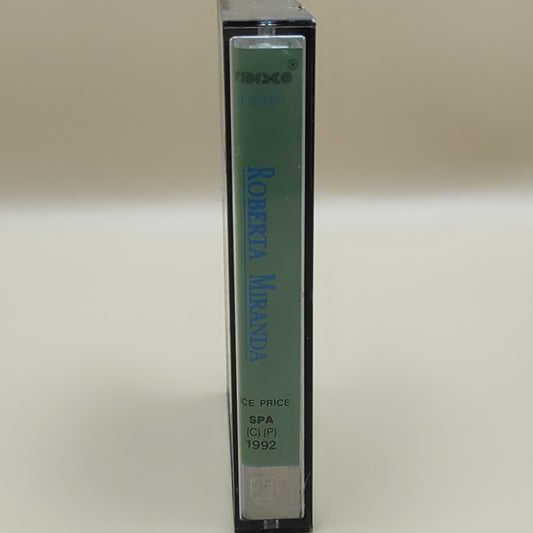 ROBERTA MIRANDA
CE PRICE
SPA
(C) (P)
1992